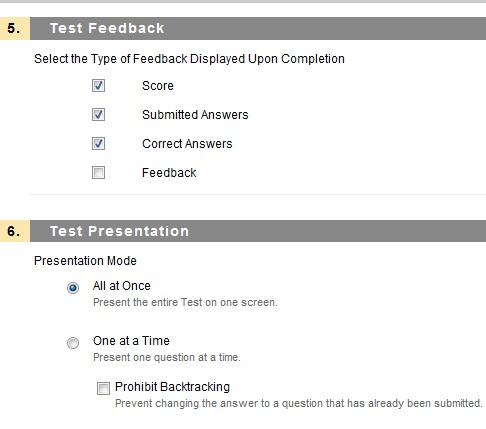 5. Test Feedback
Select the Type of Feedback Displayed Upon Completion
Score
Submitted Answers
Correct Answers
Feedback
6. Test Presentation
Presentation Mode
All at Once
Present the entire Test on one screen.
One at a Time
Present one question at a time.
Prohibit Backtracking
Prevent changing the answer to a question that has already been submitted.